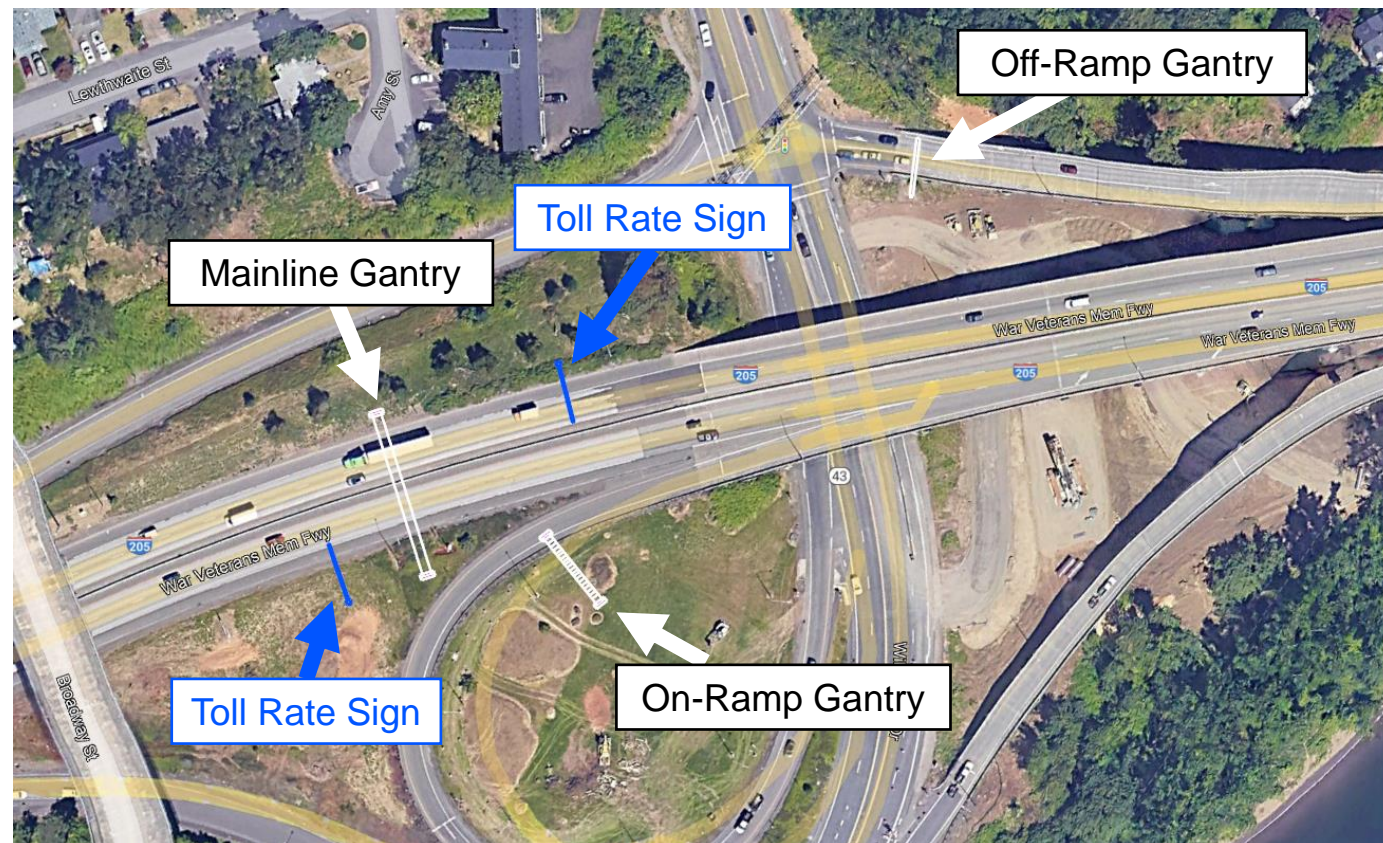 Off-Ramp Gantry
Lewthwaite St
Amy St
Toll Rate Sign
Mainline Gantry
War Veterans Mem Fwy
205
War Veterans Mem Fwy
205
205
43
205
War Veterans Mem Fwy
On-Ramp Gantry
Toll Rate Sign
Broadway St